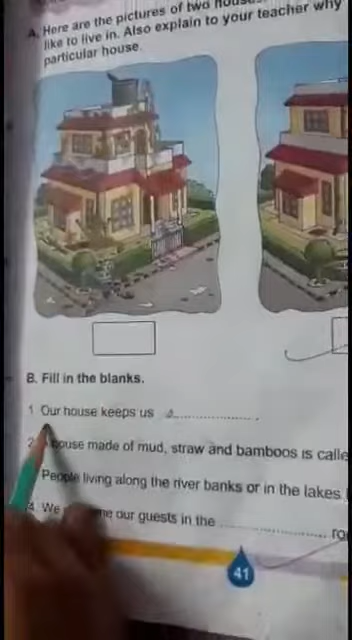 A. Here are the pictures of two
like to live in. Also explain to your teacher why
particular house.
B. Fill in the blanks.
1. Our house keeps us ....................
2. house made of mud, straw and bamboos is
People living along the river banks or in the lakes
4. We our guests in the ....................
41